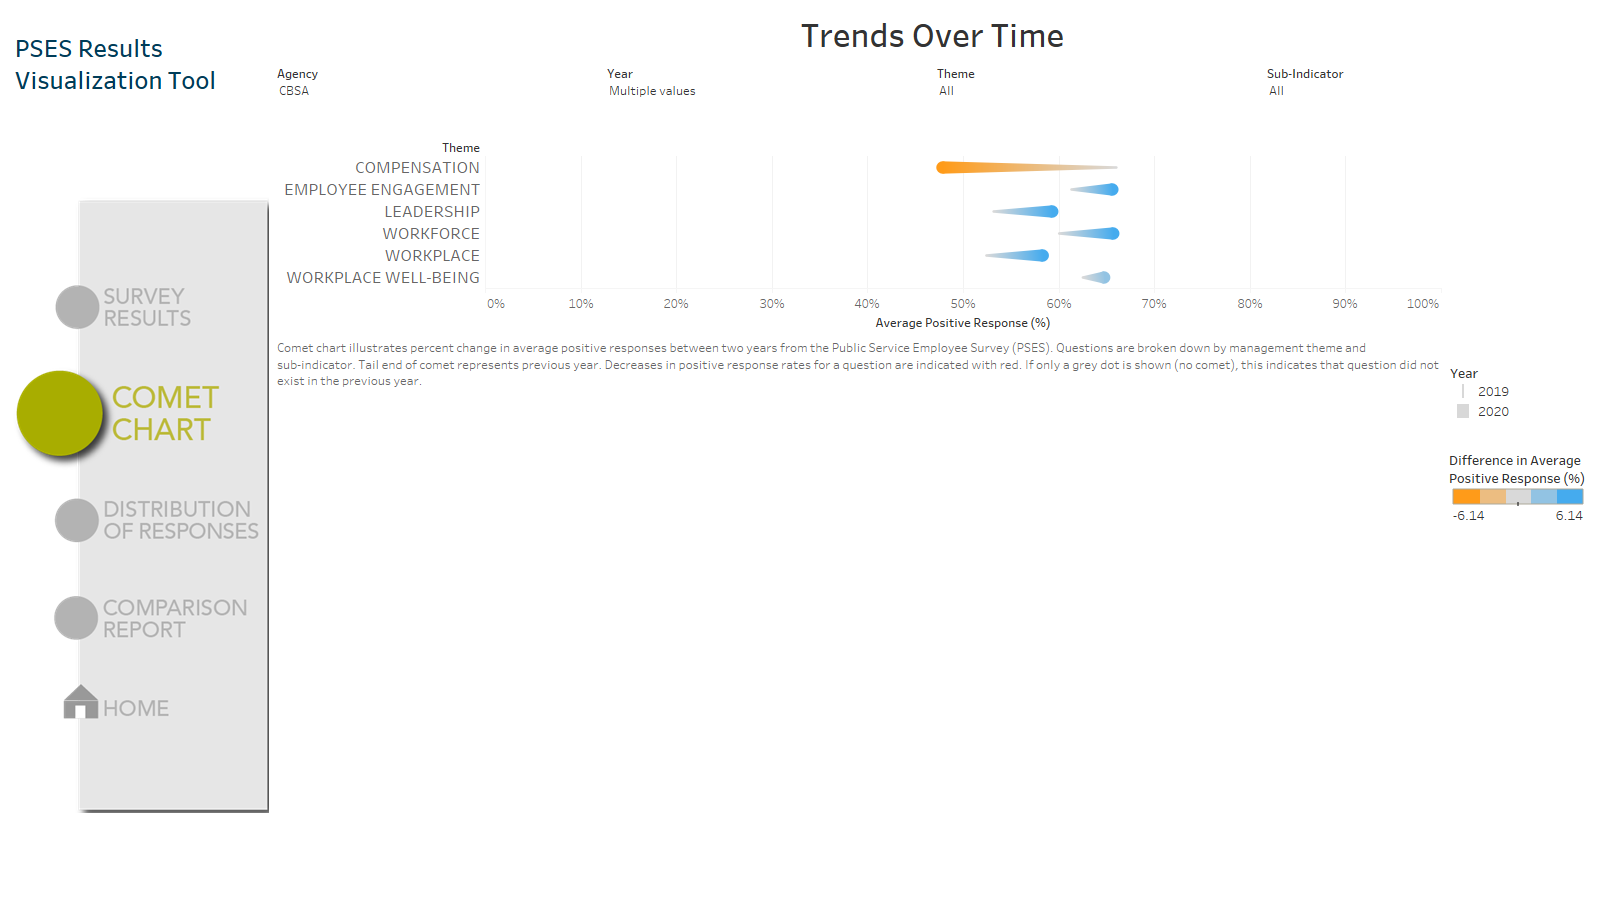 PSES Results
Visualization Tool
Trends Over Time
Agency
CBSA
Year
Multiple values
Theme
All
Sub-Indicator
All
Theme
COMPENSATION
EMPLOYEE ENGAGEMENT
LEADERSHIP
WORKFORCE
WORKPLACE
WORKPLACE WELL-BEING
0% 10% 20% 30% 40% 50% 60% 70% 80% 90% 100%
Average Positive Response (%)
Comet chart illustrates percent change in average positive responses between two years from the Public Service Employee Survey (PSES). Questions are broken down by management theme and
sub-indicator. Tail end of comet represents previous year. Decreases in positive response rates for a question are indicated with red. If only a grey dot is shown (no comet), this indicates that question did not
exist in the previous year.
Year
2019
2020
Difference in Average
Positive Response (%)
-6.14 6.14
SURVEY
RESULTS
COMET
CHART
DISTRIBUTION
OF RESPONSES
COMPARISON
REPORT
HOME